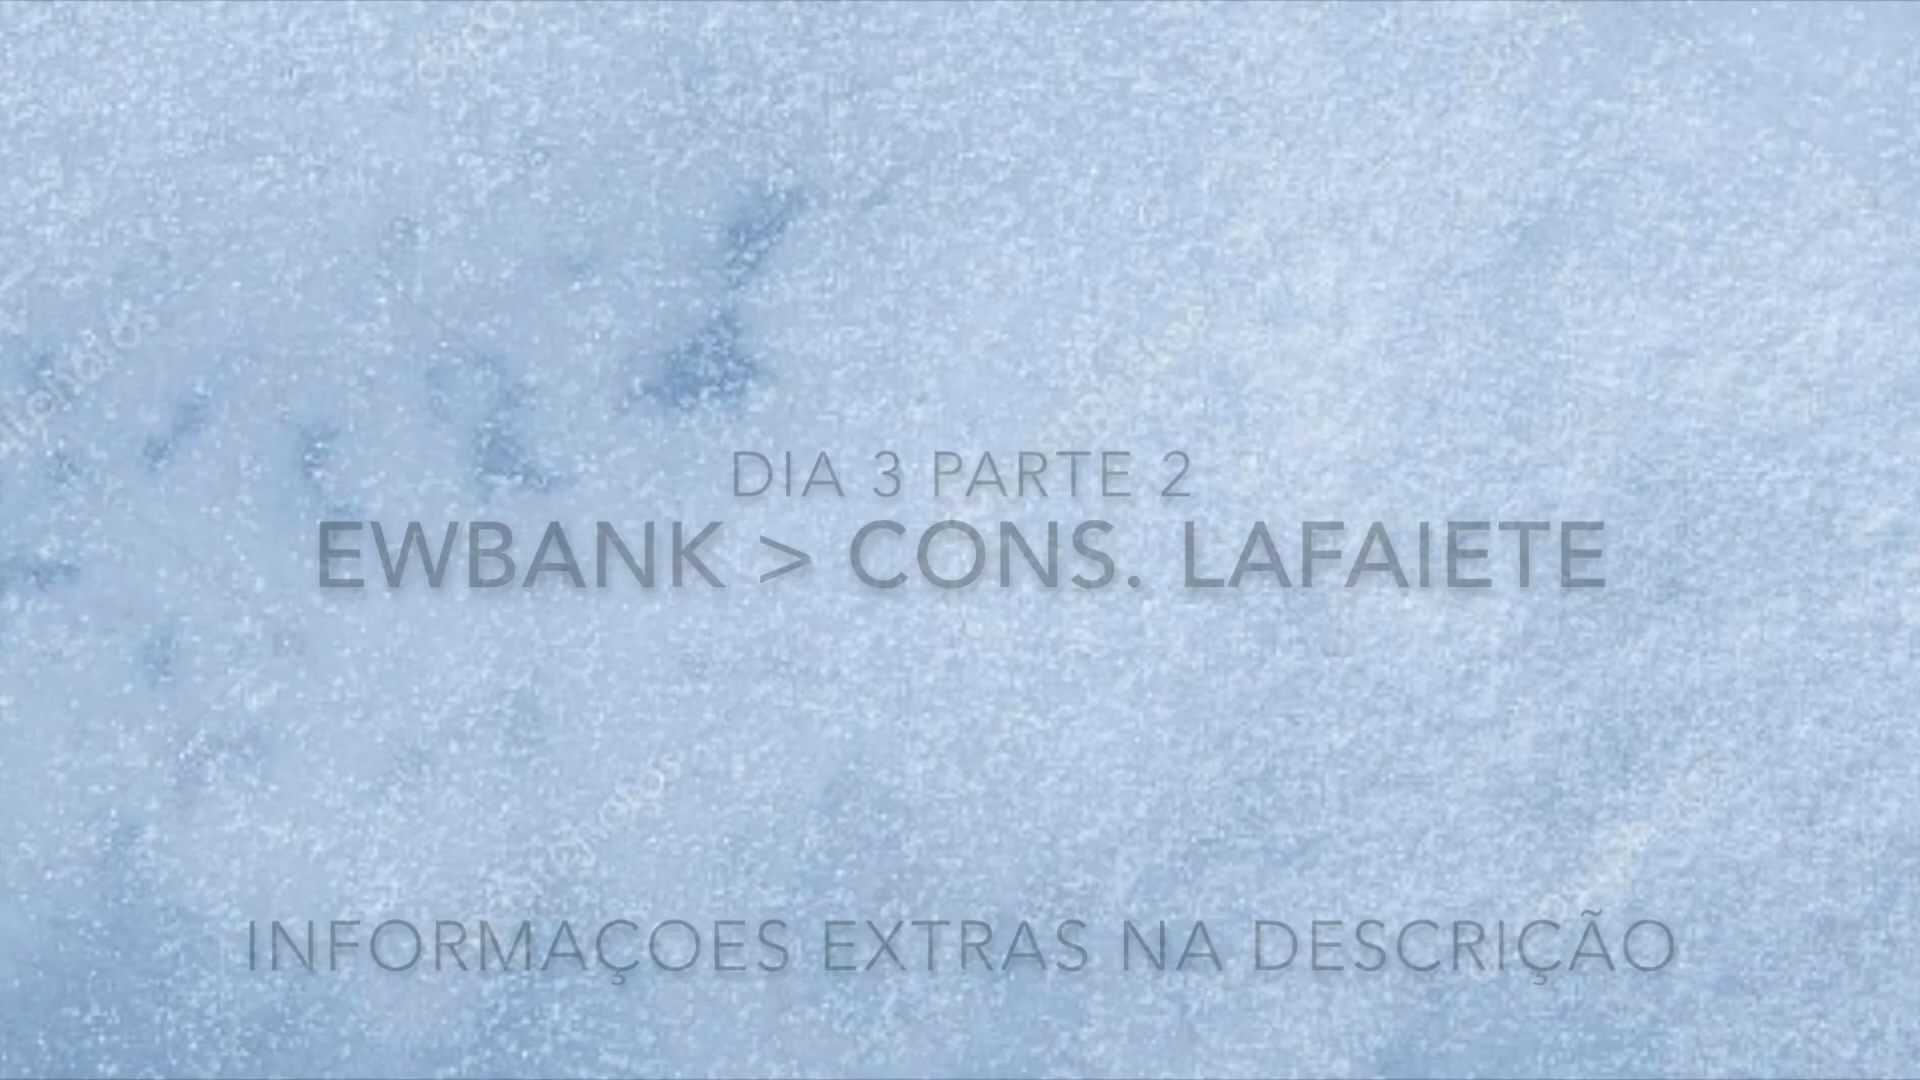 DIA 3 PARTE 2
EWBANK > CONS. LAFAIETE
INFORMAÇOES EXTRAS NA DESCRIÇÃO